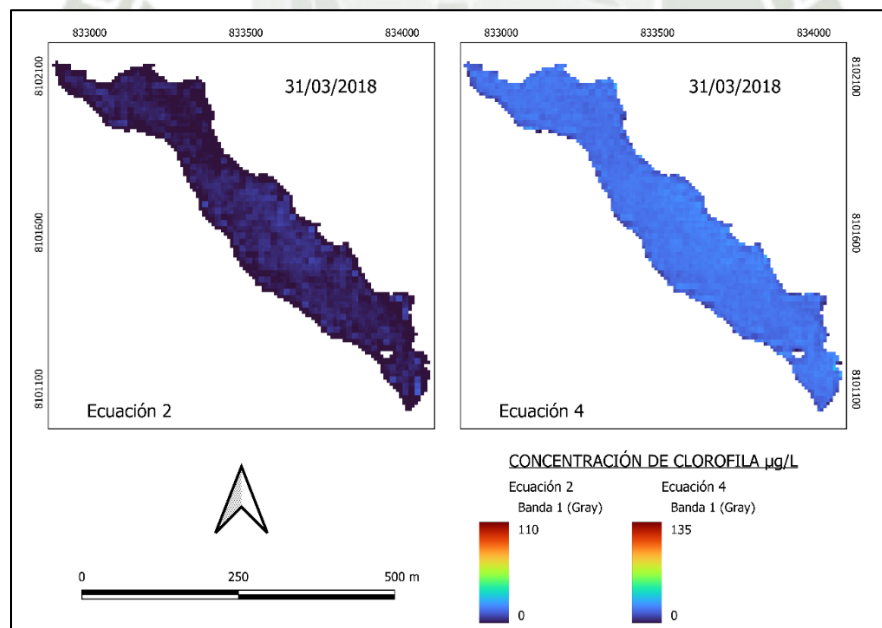 833000 833500 834000
833000 833500 834000
8102100
8101600
8101100
31/03/2018
Ecuación 2
31/03/2018
Ecuación 4
8102100
8101600
8101100
CONCENTRACIÓN DE CLOROFILA µg/L
Ecuación 2
Banda 1 (Gray)
110
0
Ecuación 4
Banda 1 (Gray)
135
0
0 250 500 m